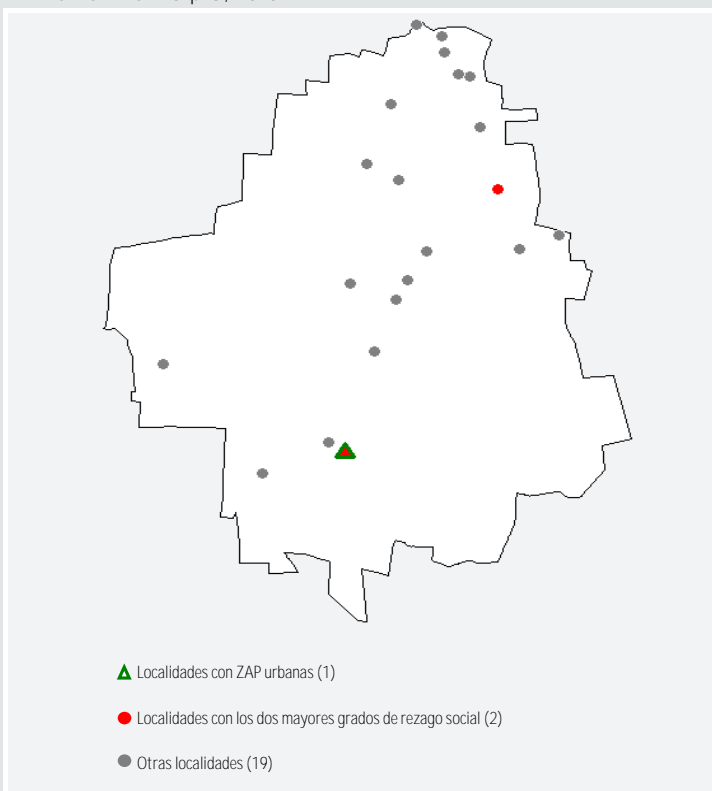 Localidades con ZAP urbanas (1)
Localidades con los dos mayores grados de rezago social (2)
Otras localidades (19)